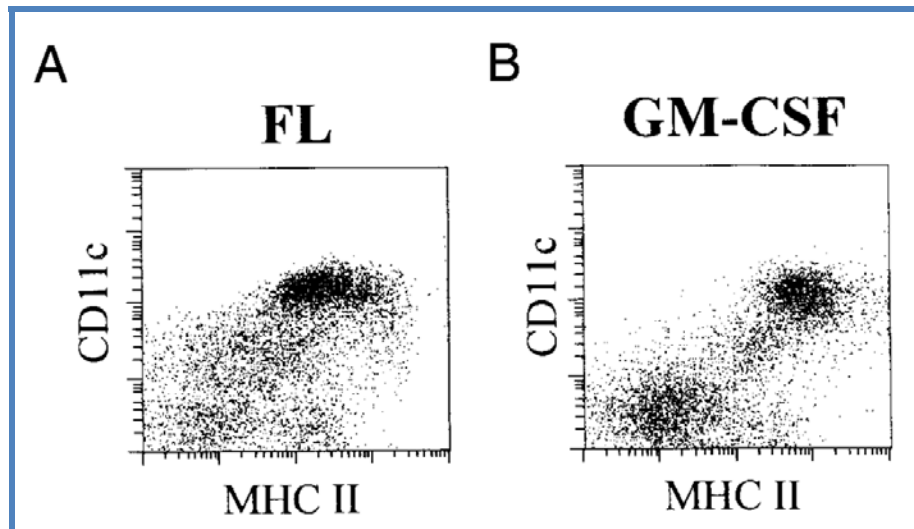 A
FL
CD11c
MHC II
B
GM-CSF
CD11c
MHC II